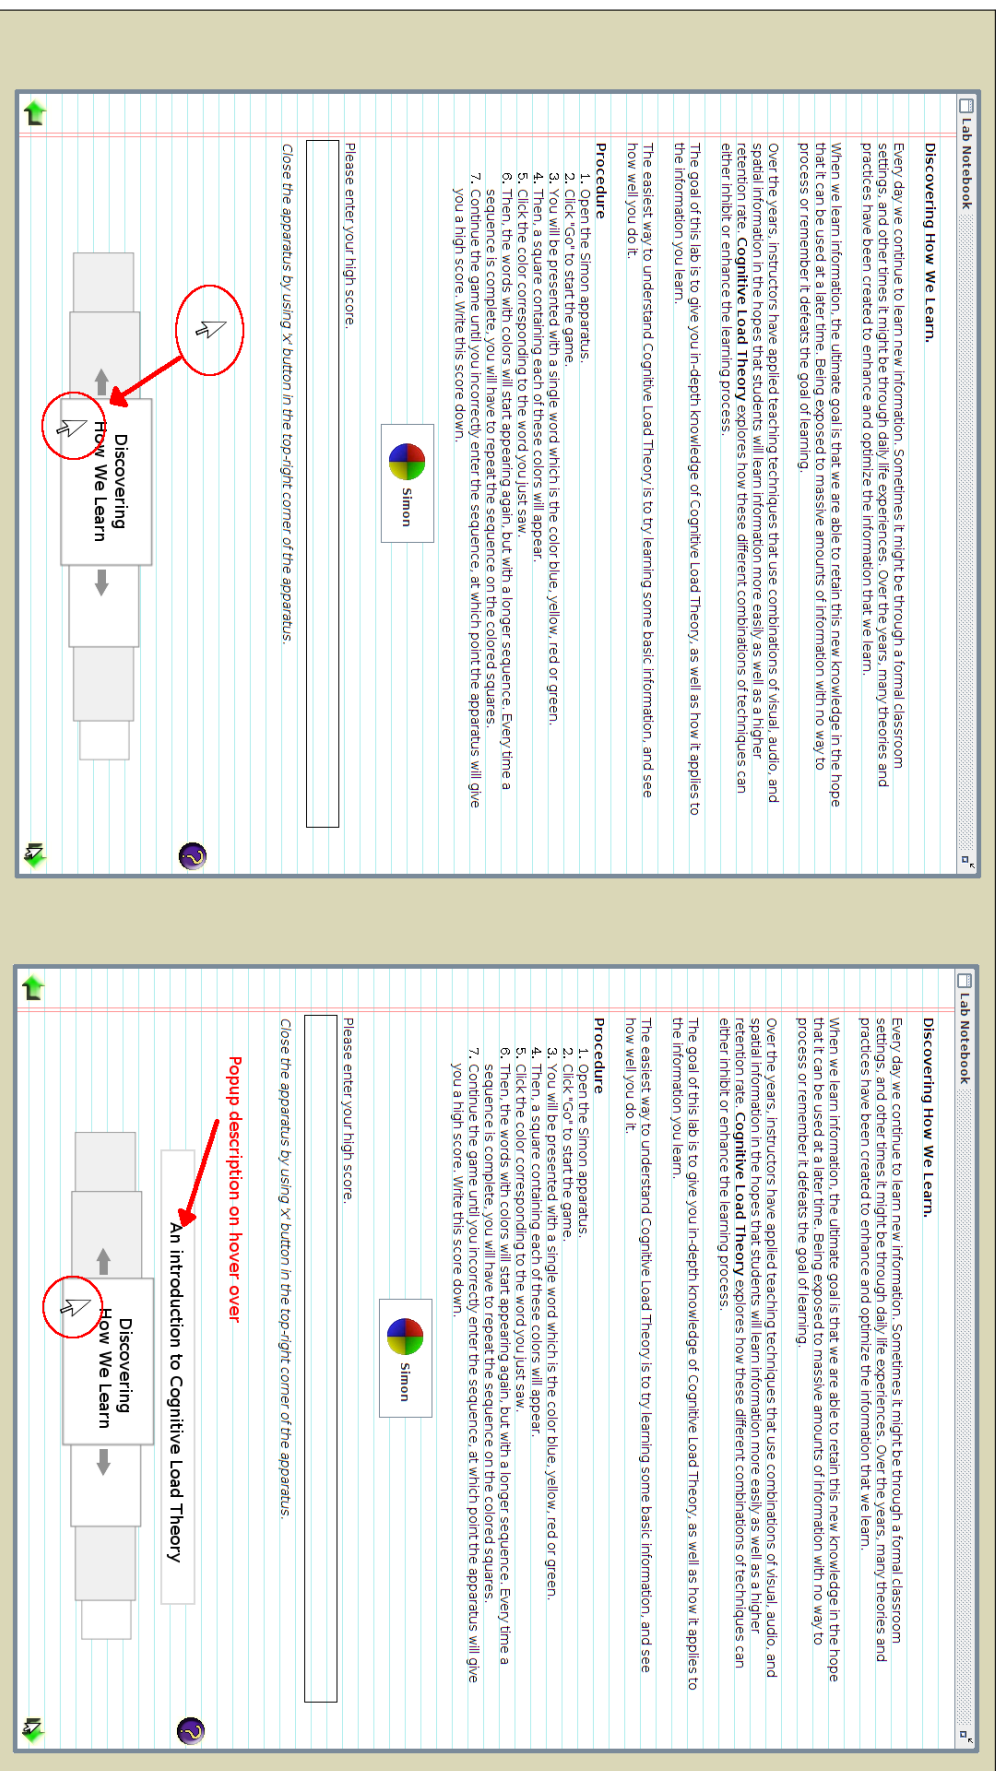 Lab Notebook
Discovering How We Learn.
Every day we continue to learn new information. Sometimes it might be through a formal classroom
settings, and other times it might be through daily life experiences. Over the years, many theories and
practices have been created to enhance and optimize the information that we learn.
When we learn information, the ultimate goal is that we are able to retain this new knowledge in the hope
that it can be used at a later time. Being exposed to massive amounts of information with no way to
process or remember it defeats the goal of learning.
Over the years, instructors have applied teaching techniques that use combinations of visual, audio, and
spatial information in the hopes that students will learn information more easily as well as a higher
retention rate. Cognitive Load Theory explores how these different combinations of techniques can
either inhibit or enhance the learning process.
The goal of this lab is to give you in-depth knowledge of Cognitive Load Theory, as well as how it applies to
the information you learn.
The easiest way to understand Cognitive Load Theory is to try learning some basic information, and see
how well you do it.
Procedure
1. Open the Simon apparatus.
2. Click "Go" to start the game.
3. You will be presented with a single word which is the color blue, yellow, red or green.
4. Then, a square containing each of these colors will appear.
5. Click the color corresponding to the word you just saw.
6. Then, the words with colors will start appearing again, but with a longer sequence. Every time a
sequence is complete, you will have to repeat the sequence on the colored squares.
7. Continue the game until you incorrectly enter the sequence, at which point the apparatus will give
you a high score. Write this score down.
Simon
Please enter your high score.
Close the apparatus by using 'X' button in the top-right corner of the apparatus.
?
Discovering
How We Learn
Lab Notebook
Discovering How We Learn.
Every day we continue to learn new information. Sometimes it might be through a formal classroom
settings, and other times it might be through daily life experiences. Over the years, many theories and
practices have been created to enhance and optimize the information that we learn.
When we learn information, the ultimate goal is that we are able to retain this new knowledge in the hope
that it can be used at a later time. Being exposed to massive amounts of information with no way to
process or remember it defeats the goal of learning.
Over the years, instructors have applied teaching techniques that use combinations of visual, audio, and
spatial information in the hopes that students will learn information more easily as well as a higher
retention rate. Cognitive Load Theory explores how these different combinations of techniques can
either inhibit or enhance the learning process.
The goal of this lab is to give you in-depth knowledge of Cognitive Load Theory, as well as how it applies to
the information you learn.
The easiest way to understand Cognitive Load Theory is to try learning some basic information, and see
how well you do it.
Procedure
1. Open the Simon apparatus.
2. Click "Go" to start the game.
3. You will be presented with a single word which is the color blue, yellow, red or green.
4. Then, a square containing each of these colors will appear.
5. Click the color corresponding to the word you just saw.
6. Then, the words with colors will start appearing again, but with a longer sequence. Every time a
sequence is complete, you will have to repeat the sequence on the colored squares.
7. Continue the game until you incorrectly enter the sequence, at which point the apparatus will give
you a high score. Write this score down.
Simon
Please enter your high score.
Close the apparatus by using 'X' button in the top-right corner of the apparatus.
Popup description on hover over
?
An introduction to Cognitive Load Theory
Discovering
How We Learn